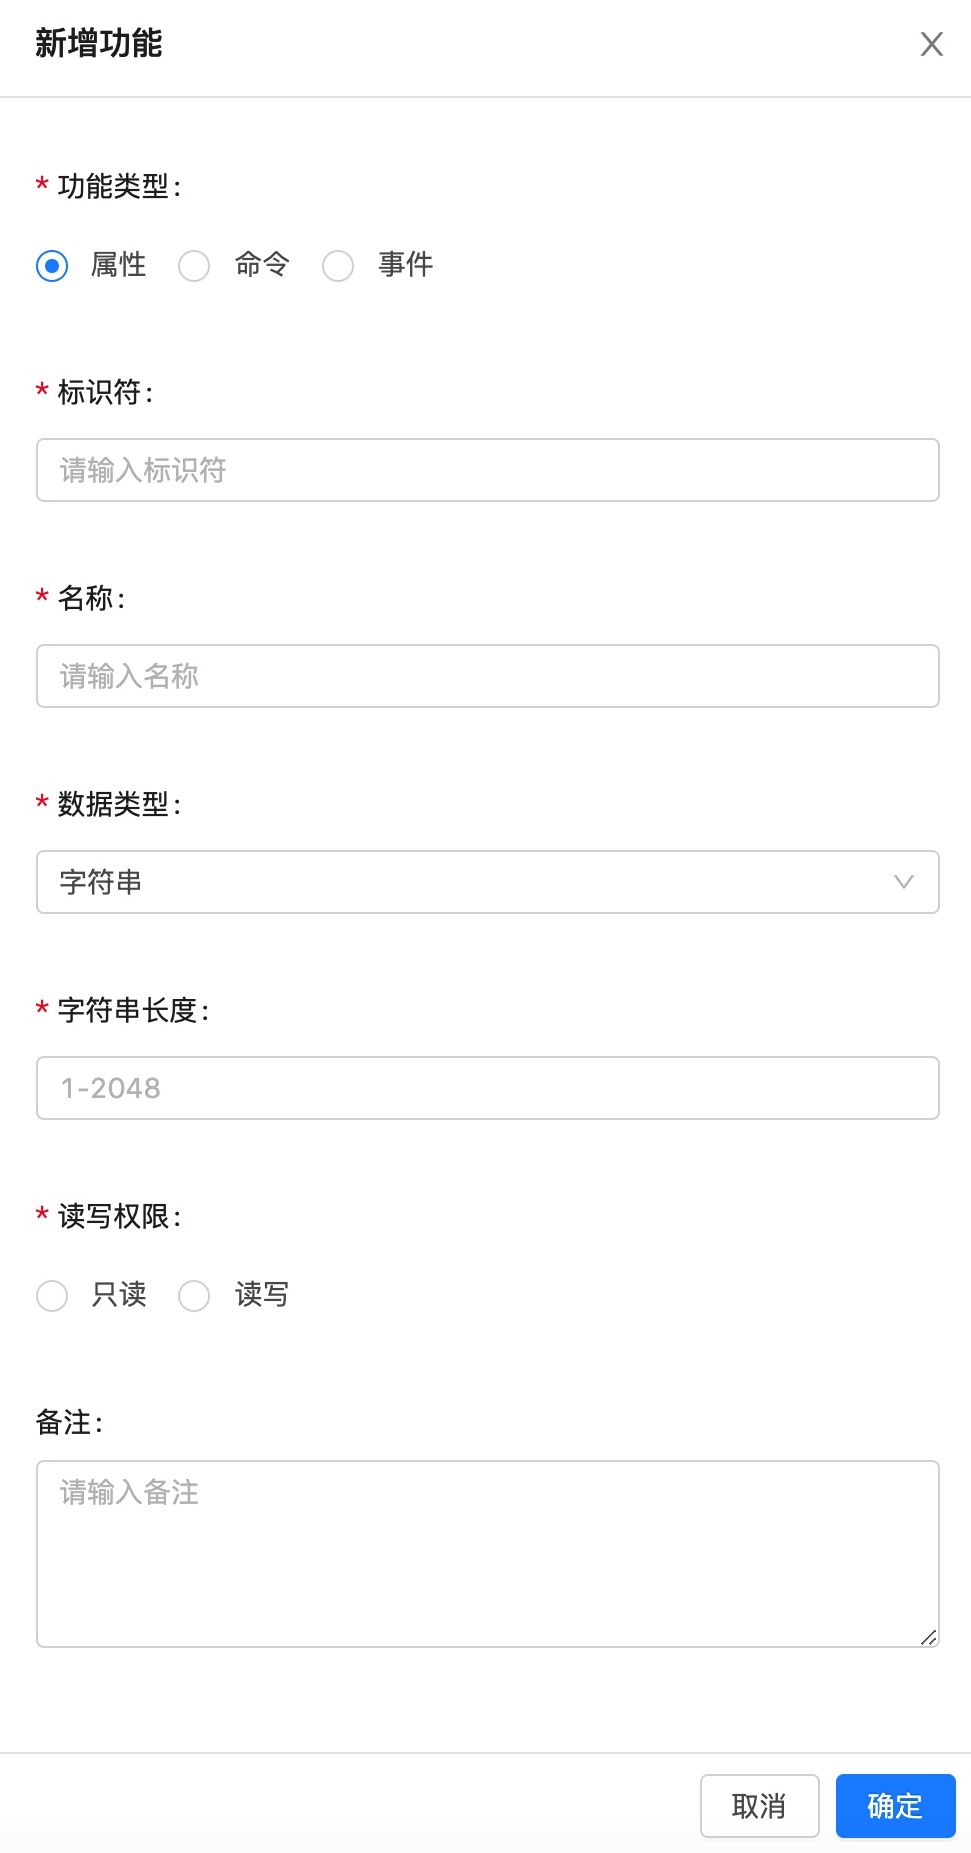 新增功能
* 功能类型:
属性 命令 事件
* 标识符:
请输入标识符
* 名称:
请输入名称
* 数据类型:
字符串
* 字符串长度:
1-2048
* 读写权限:
只读 读写
备注:
请输入备注
取消 确定